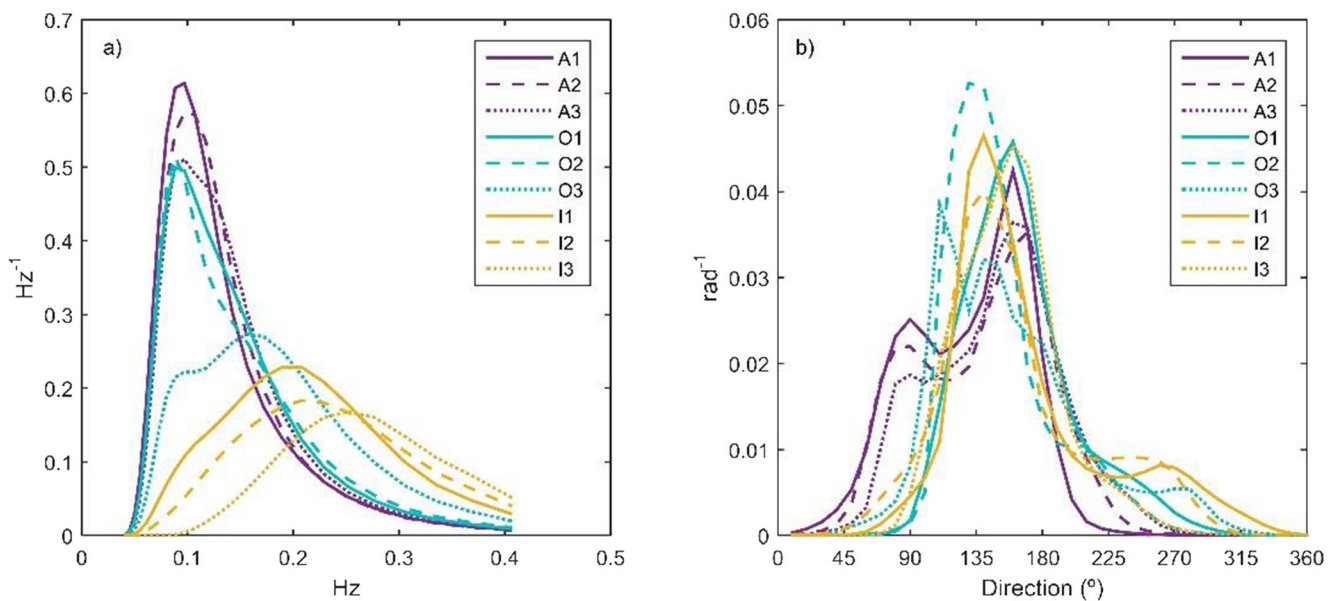 a)
0.7
0.6
0.5
0.4
0.3
0.2
0.1
0
Hz-1
0
0.1
0.2
0.3
0.4
0.5
Hz
A1
A2
A3
O1
O2
O3
I1
I2
I3
b)
0.06
0.05
0.04
0.03
0.02
0.01
0
rad-1
0
45
90
135
180
225
270
315
360
Direction (º)
A1
A2
A3
O1
O2
O3
I1
I2
I3